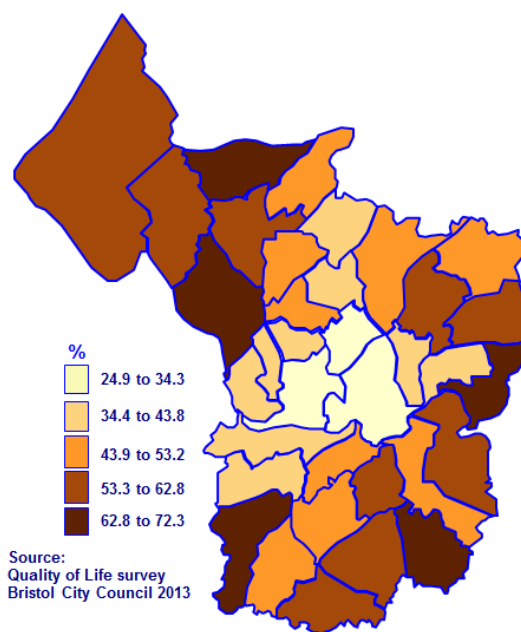 %
24.9 to 34.3
34.4 to 43.8
43.9 to 53.2
53.3 to 62.8
62.8 to 72.3
Source:
Quality of Life survey
Bristol City Council 2013